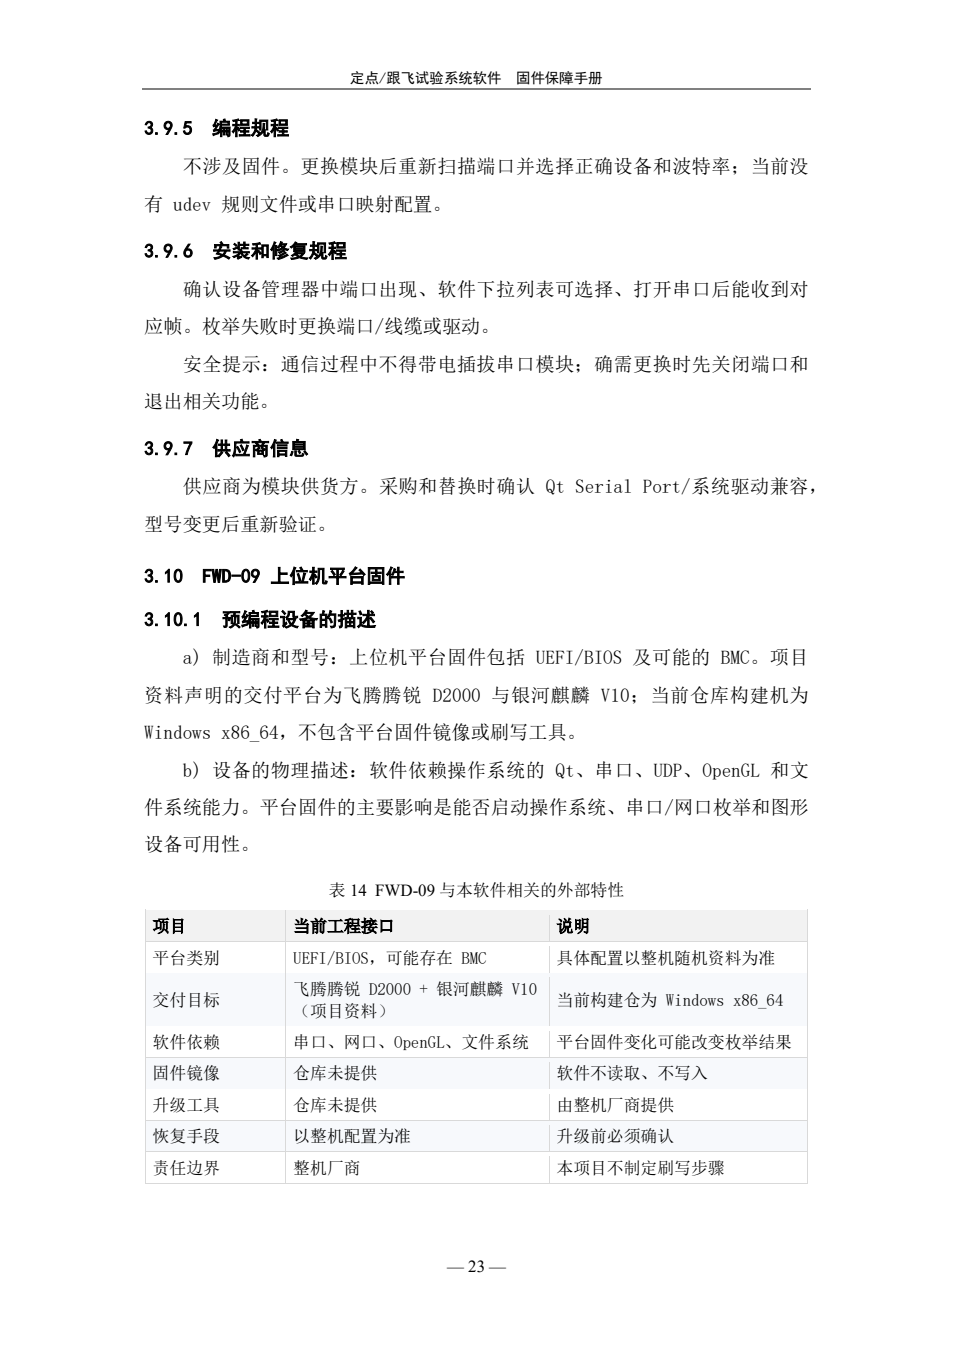 定点/跟飞试验系统软件　固件保障手册
3.9.5　编程规程
不涉及固件。更换模块后重新扫描端口并选择正确设备和波特率；当前没
有 udev 规则文件或串口映射配置。
3.9.6　安装和修复规程
确认设备管理器中端口出现、软件下拉列表可选择、打开串口后能收到对
应帧。枚举失败时更换端口/线缆或驱动。
安全提示：通信过程中不得带电插拔串口模块；确需更换时先关闭端口和
退出相关功能。
3.9.7　供应商信息
供应商为模块供货方。采购和替换时确认 Qt Serial Port/系统驱动兼容，
型号变更后重新验证。
3.10　FWD-09 上位机平台固件
3.10.1　预编程设备的描述
a) 制造商和型号：上位机平台固件包括 UEFI/BIOS 及可能的 BMC。项目
资料声明的交付平台为飞腾腾锐 D2000 与银河麒麟 V10；当前仓库构建机为
Windows x86_64，不包含平台固件镜像或刷写工具。
b) 设备的物理描述：软件依赖操作系统的 Qt、串口、UDP、OpenGL 和文
件系统能力。平台固件的主要影响是能否启动操作系统、串口/网口枚举和图形
设备可用性。
表 14 FWD-09 与本软件相关的外部特性
项目　当前工程接口　说明
平台类别　UEFI/BIOS，可能存在 BMC　具体配置以整机随机资料为准
交付目标　飞腾腾锐 D2000 + 银河麒麟 V10　当前构建仓为 Windows x86_64
（项目资料）
软件依赖　串口、网口、OpenGL、文件系统　平台固件变化可能改变枚举结果
固件镜像　仓库未提供　软件不读取、不写入
升级工具　仓库未提供　由整机厂商提供
恢复手段　以整机配置为准　升级前必须确认
责任边界　整机厂商　本项目不制定刷写步骤
— 23 —